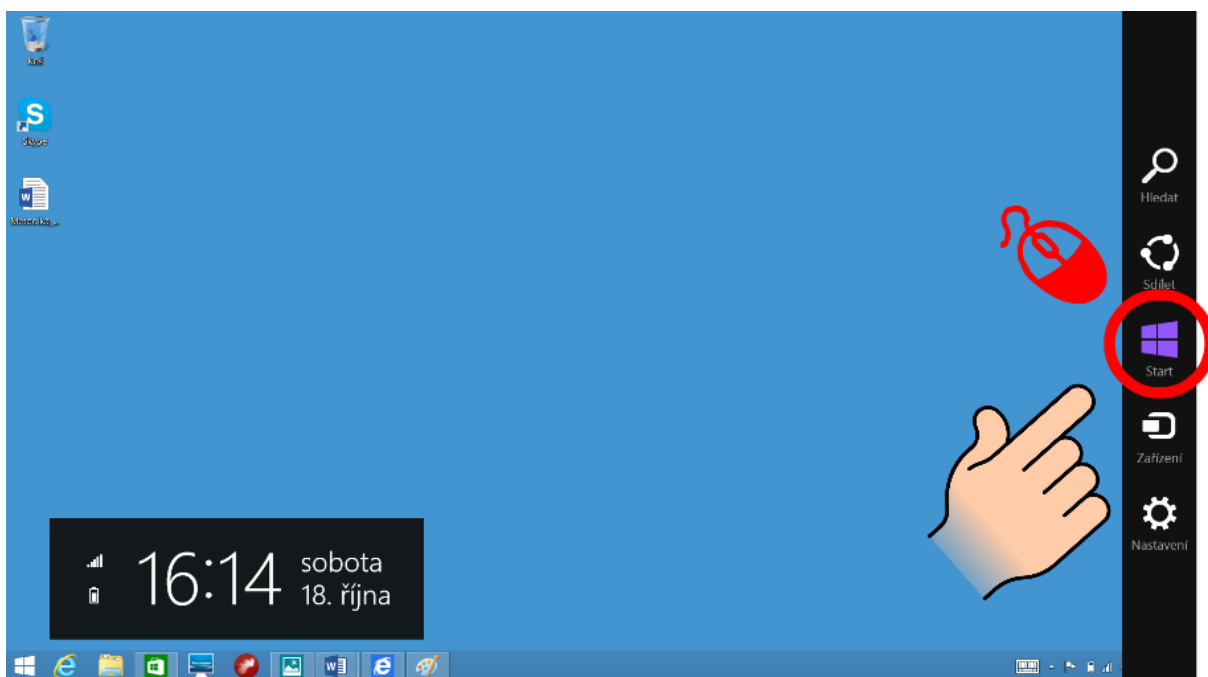 koš
Skype
Hledat
Sdílet
Start
Zařízení
Nastavení
16:14
sobota
18. října